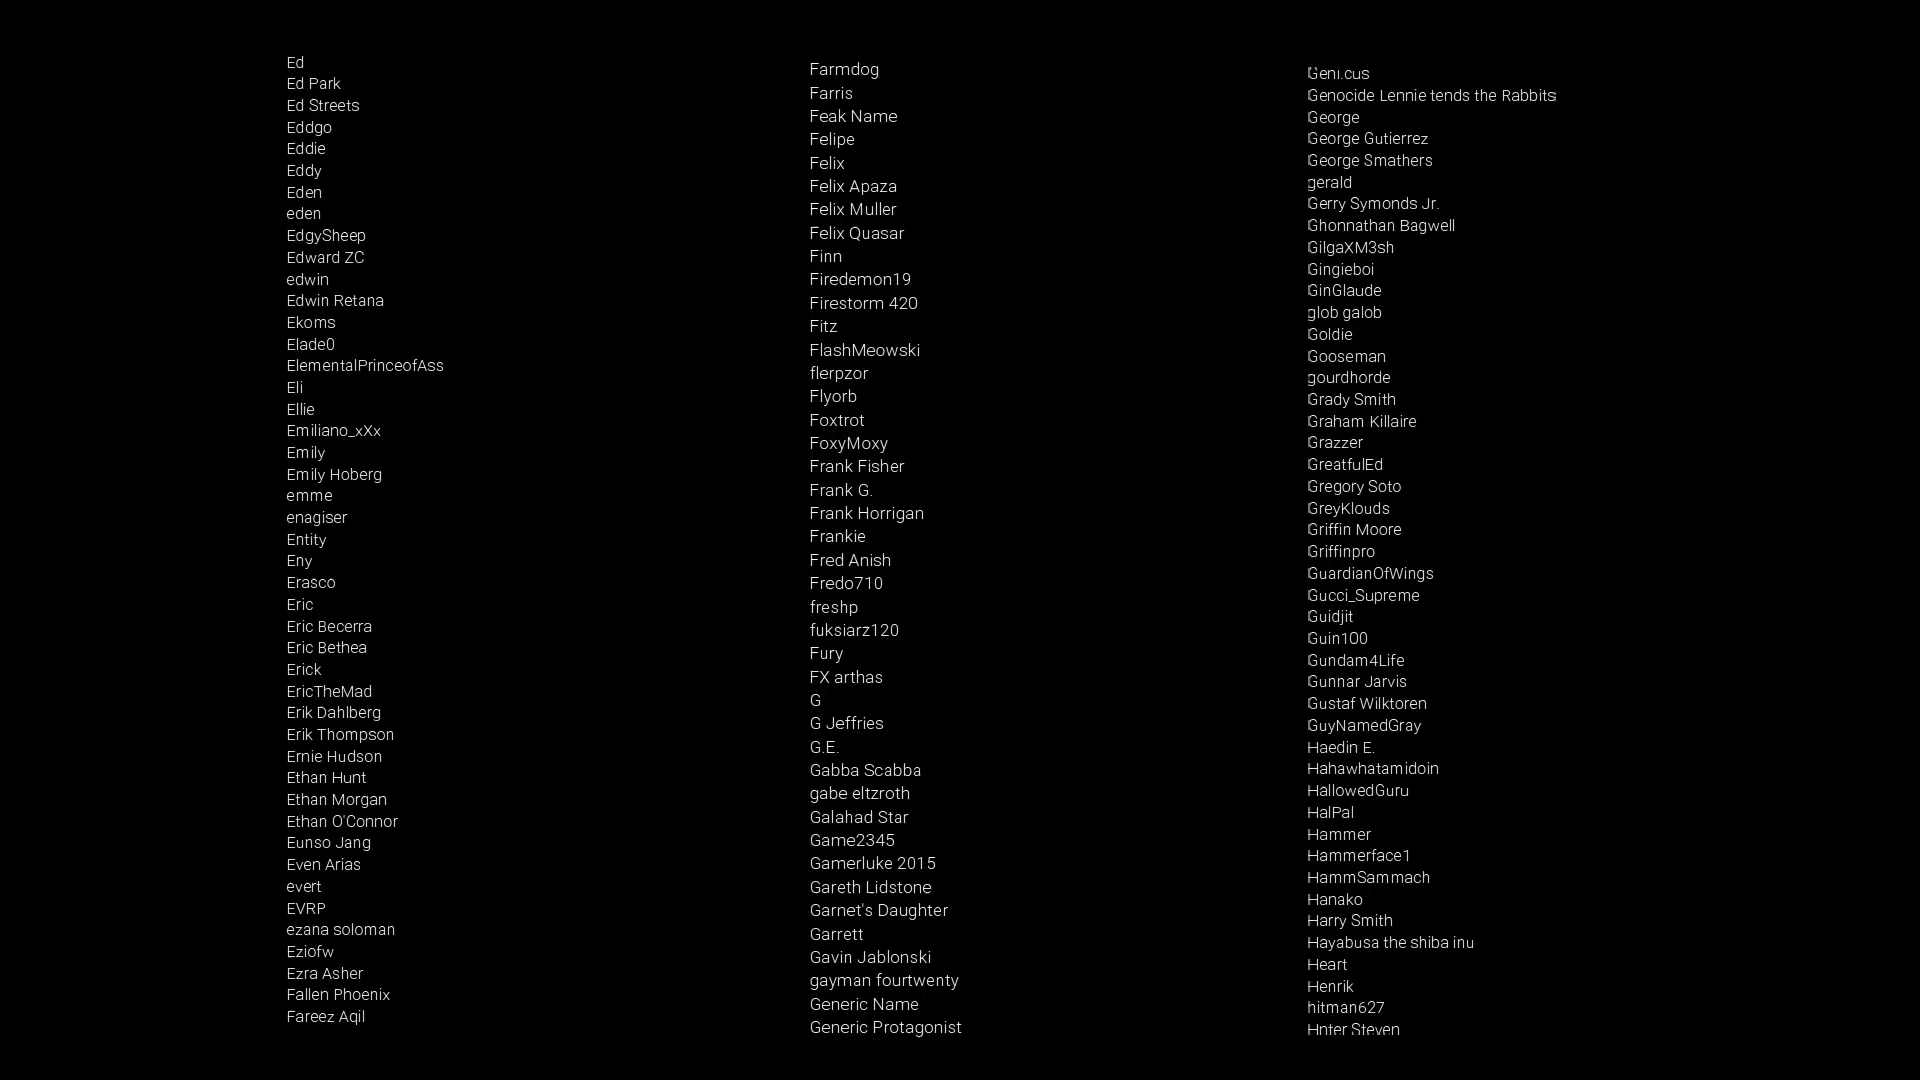 Ed
Ed Park
Ed Streets
Eddgo
Eddie
Eddy
Eden
eden
EdgySheep
Edward ZC
edwin
Edwin Retana
Ekoms
Elade0
ElementalPrinceofAss
Eli
Ellie
Emiliano_xXx
Emily
Emily Hoberg
emme
enagiser
Entity
Eny
Erasco
Eric
Eric Becerra
Eric Bethea
Erick
EricTheMad
Erik Dahlberg
Erik Thompson
Ernie Hudson
Ethan Hunt
Ethan Morgan
Ethan O'Connor
Eunso Jang
Even Arias
evert
EVRP
ezana soloman
Eziofw
Ezra Asher
Fallen Phoenix
Fareez Aqil
Farmdog
Farris
Feak Name
Felipe
Felix
Felix Apaza
Felix Muller
Felix Quasar
Finn
Firedemon19
Firestorm 420
Fitz
FlashMeowski
flerpzor
Flyorb
Foxtrot
FoxyMoxy
Frank Fisher
Frank G.
Frank Horrigan
Frankie
Fred Anish
Fredo710
freshp
fuksiarz120
Fury
FX arthas
G
G Jeffries
G.E.
Gabba Scabba
gabe eltzroth
Galahad Star
Game2345
Gamerluke 2015
Gareth Lidstone
Garnet's Daughter
Garrett
Gavin Jablonski
gayman fourtwenty
Generic Name
Generic Protagonist
Geni.cus
Genocide Lennie tends the Rabbits
George
George Gutierrez
George Smathers
gerald
Gerry Symonds Jr.
Ghonnathan Bagwell
GilgaXM3sh
Gingieboi
GinGlaude
glob galob
Goldie
Gooseman
gourdhorde
Grady Smith
Graham Killaire
Grazzer
GreatfulEd
Gregory Soto
GreyKlouds
Griffin Moore
Griffinpro
GuardianOfWings
Gucci_Supreme
Guidjit
Guin100
Gundam4Life
Gunnar Jarvis
Gustaf Wilktoren
GuyNamedGray
Haedin E.
Hahawhatamidoin
HallowedGuru
HalPal
Hammer
Hammerface1
HammSammach
Hanako
Harry Smith
Hayabusa the shiba inu
Heart
Henrik
hitman627
Hnter Steven